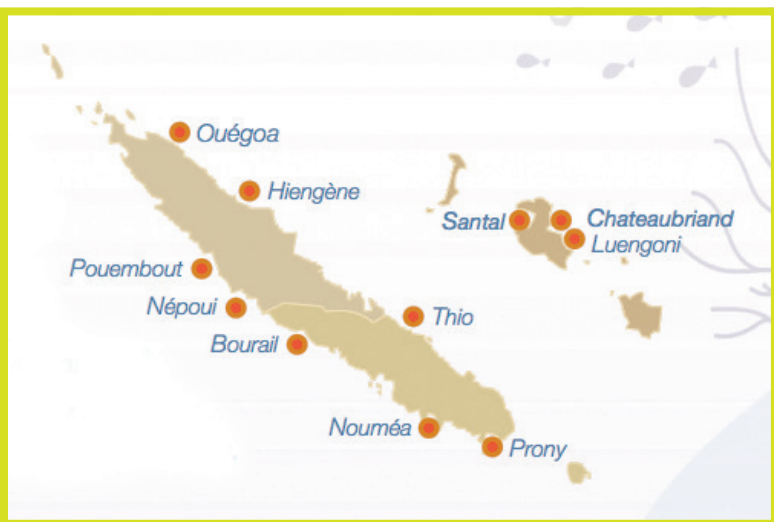 Ouégoa
Hiengène
Santal
Chateaubriand
Luengoni
Pouembout
Népoui
Thio
Bourail
Nouméa
Prony